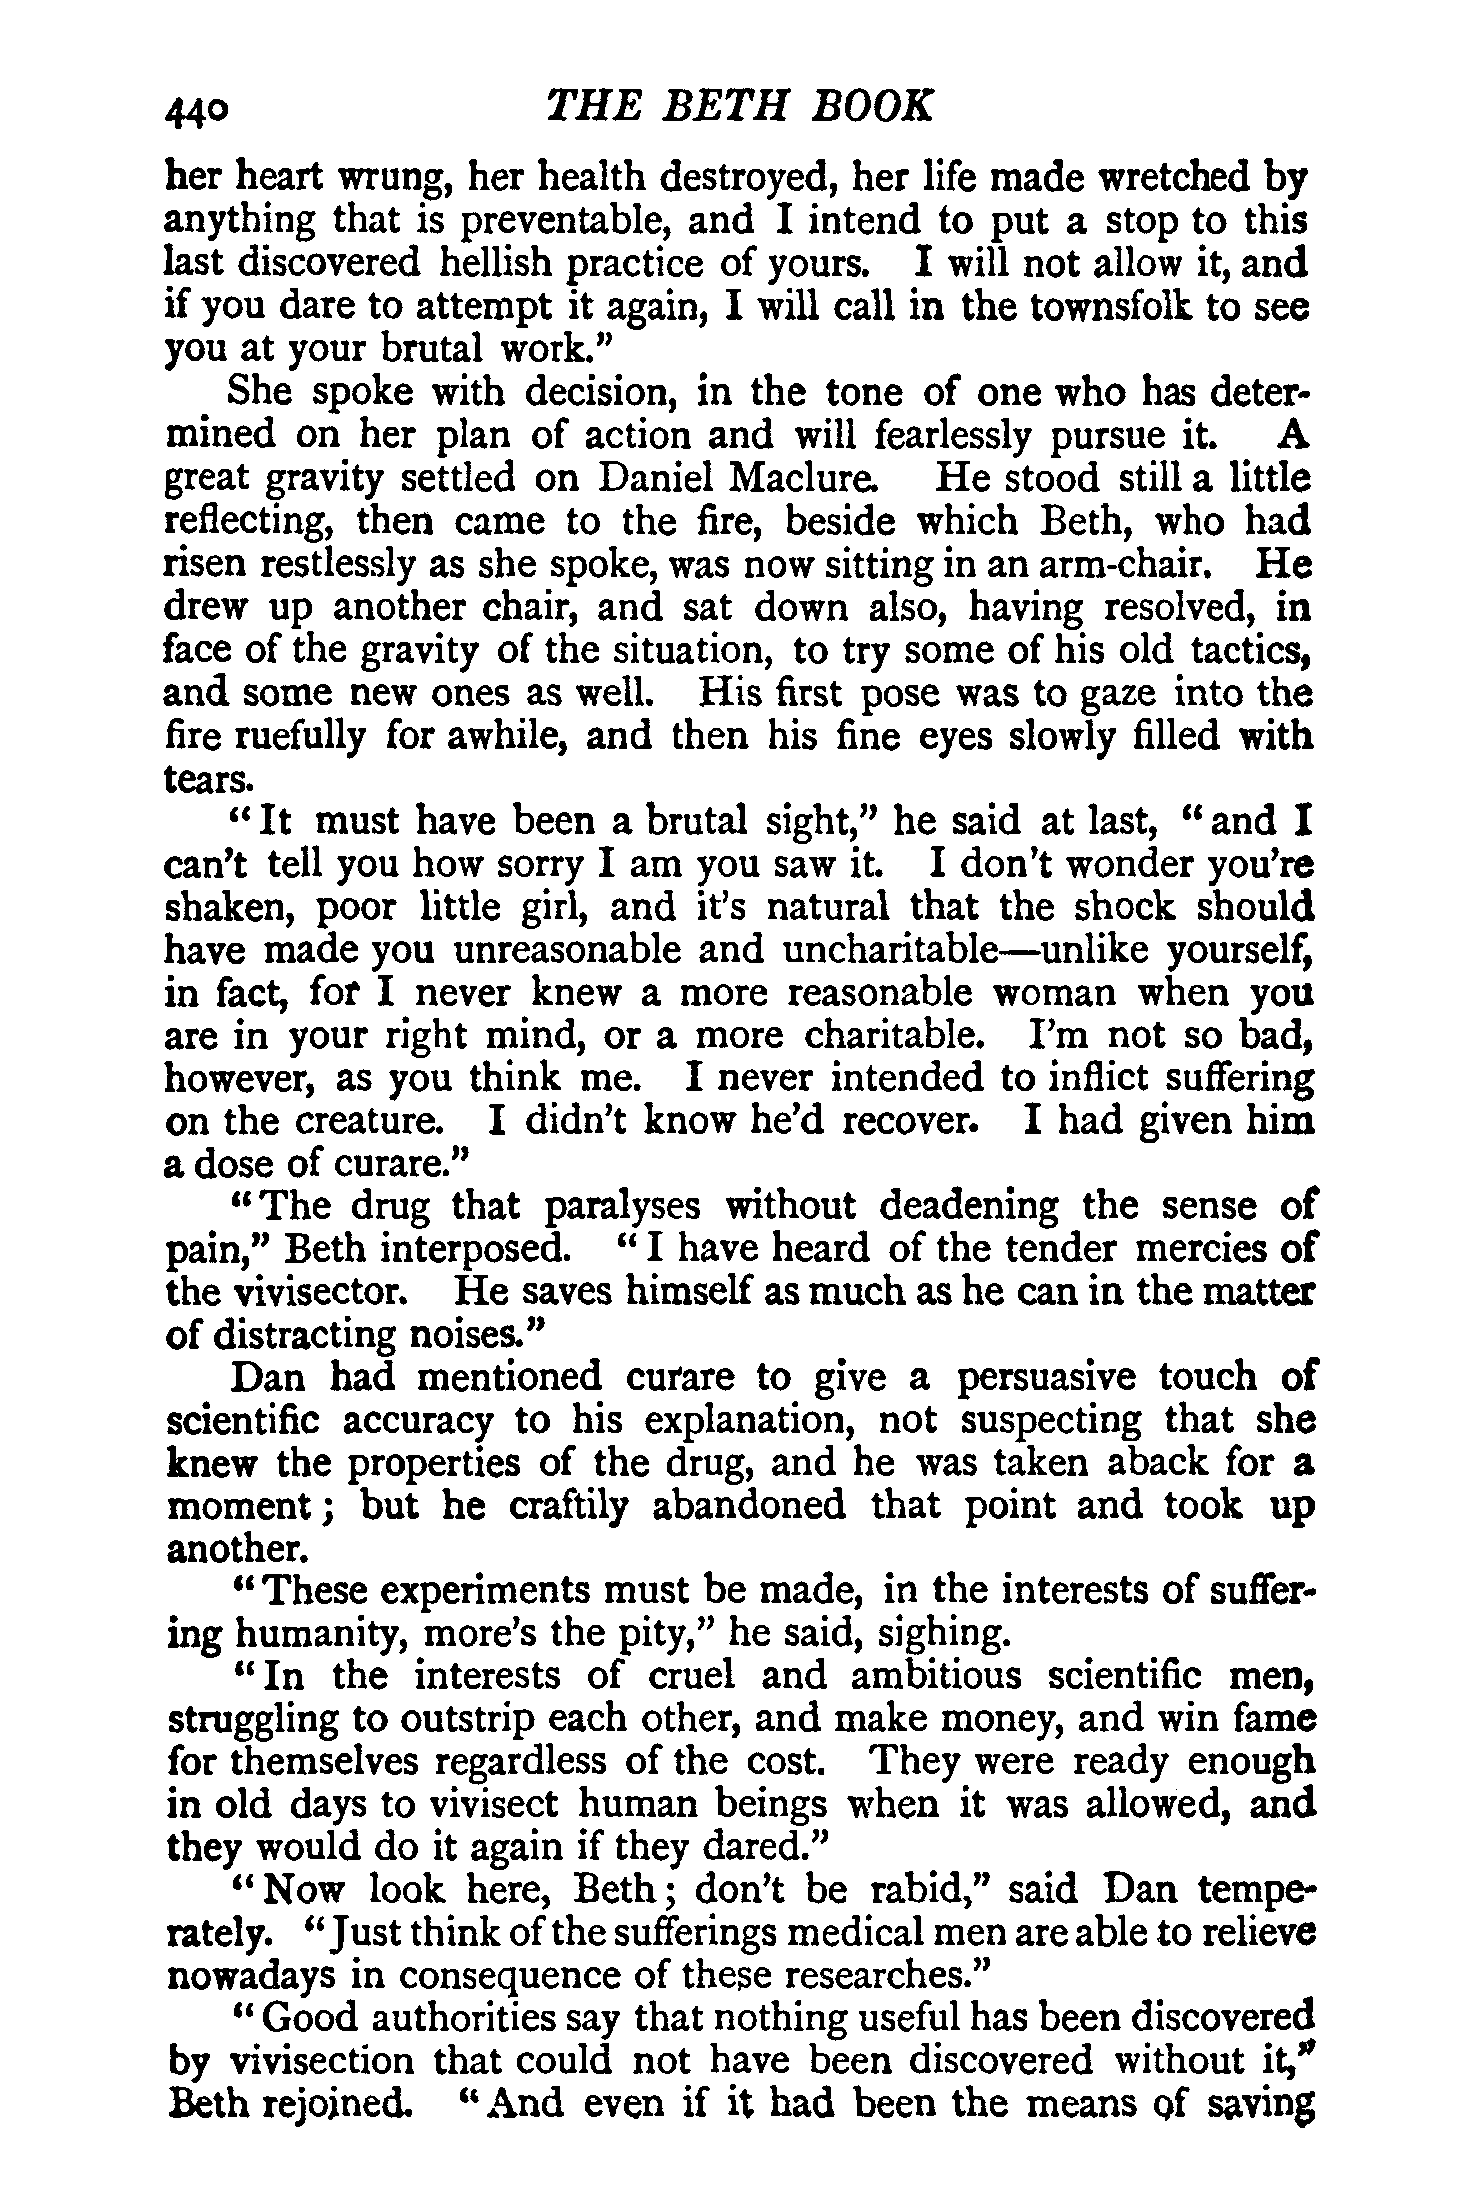 440 THE BETH BOOK
her heart wrung, her health destroyed, her life made wretched by
anything that is preventable, and I intend to put a stop to this
last discovered hellish practice of yours. I will not allow it, and
if you dare to attempt it again, I will call in the townsfolk to see
you at your brutal work."
She spoke with decision, in the tone of one who has deter-
mined on her plan of action and will fearlessly pursue it. A
great gravity settled on Daniel Maclure. He stood still a little
reflecting, then came to the fire, beside which Beth, who had
risen restlessly as she spoke, was now sitting in an arm-chair. He
drew up another chair, and sat down also, having resolved, in
face of the gravity of the situation, to try some of his old tactics,
and some new ones as well. His first pose was to gaze into the
fire ruefully for awhile, and then his fine eyes slowly filled with
tears.
"It must have been a brutal sight," he said at last, "and I
can't tell you how sorry I am you saw it. I don't wonder you're
shaken, poor little girl, and it's natural that the shock should
have made you unreasonable and uncharitable—unlike yourself,
in fact, for I never knew a more reasonable woman when you
are in your right mind, or a more charitable. I'm not so bad,
however, as you think me. I never intended to inflict suffering
on the creature. I didn't know he'd recover. I had given him
a dose of curare."
"The drug that paralyses without deadening the sense of
pain," Beth interposed. "I have heard of the tender mercies of
the vivisector. He saves himself as much as he can in the matter
of distracting noises."
Dan had mentioned curare to give a persuasive touch of
scientific accuracy to his explanation, not suspecting that she
knew the properties of the drug, and he was taken aback for a
moment; but he craftily abandoned that point and took up
another.
"These experiments must be made, in the interests of suffer-
ing humanity, more's the pity," he said, sighing.
"In the interests of cruel and ambitious scientific men,
struggling to outstrip each other, and make money, and win fame
for themselves regardless of the cost. They were ready enough
in old days to vivisect human beings when it was allowed, and
they would do it again if they dared."
"Now look here, Beth; don't be rabid," said Dan tempe-
rately. "Just think of the sufferings medical men are able to relieve
nowadays in consequence of these researches."
"Good authorities say that nothing useful has been discovered
by vivisection that could not have been discovered without it,"
Beth rejoined. "And even if it had been the means of saving